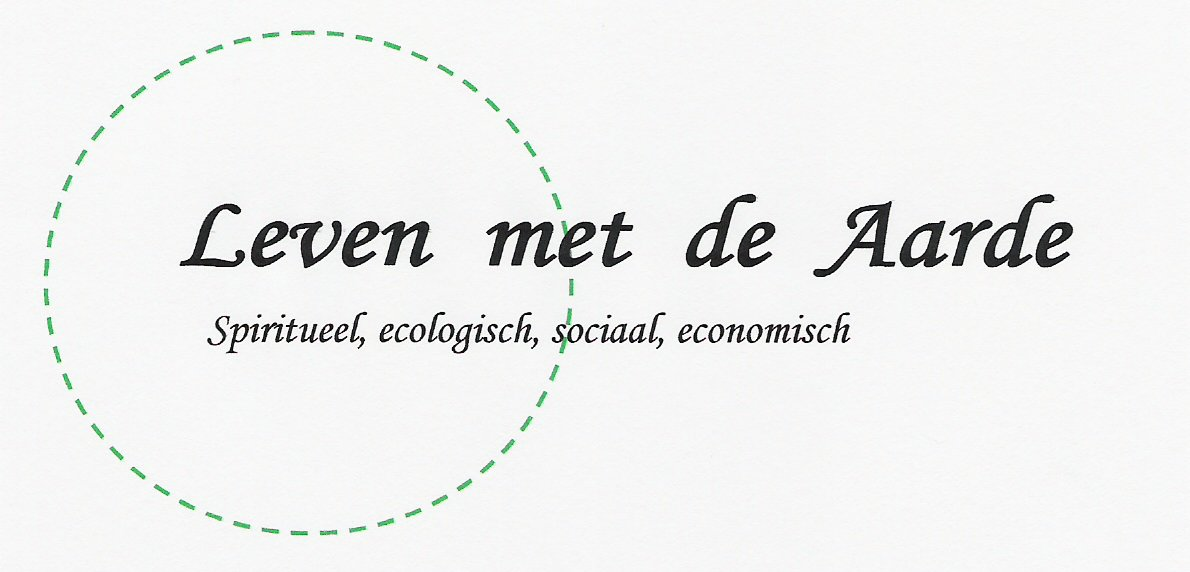 Leven met de Aarde
Spiritueel, ecologisch, sociaal, economisch